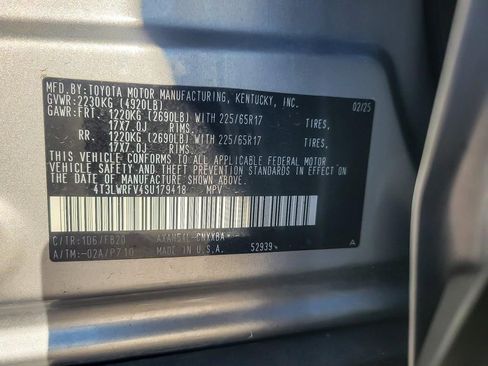 MFD.BY:TOYOTA MOTOR MANUFACTURING, KENTUCKY, INC.
GVWR:2230KG (4920LB) 02/25
GAWR:FRT. 1220KG (2690LB) WITH 225/65R17 TIRES,
17X7.0J RIMS,
RR. 1220KG (2690LB) WITH 225/65R17 TIRES,
17X7.0J RIMS.
THIS VEHICLE CONFORMS TO ALL APPLICABLE FEDERAL MOTOR
VEHICLE SAFETY AND THEFT PREVENTION STANDARDS IN EFFECT ON
THE DATE OF MANUFACTURE SHOWN ABOVE.
4T3LWRFV4SU179418 MPV
C/TR:1D6/FB20
A/TM:-02A/P710 MADE IN U.S.A. 52939 A